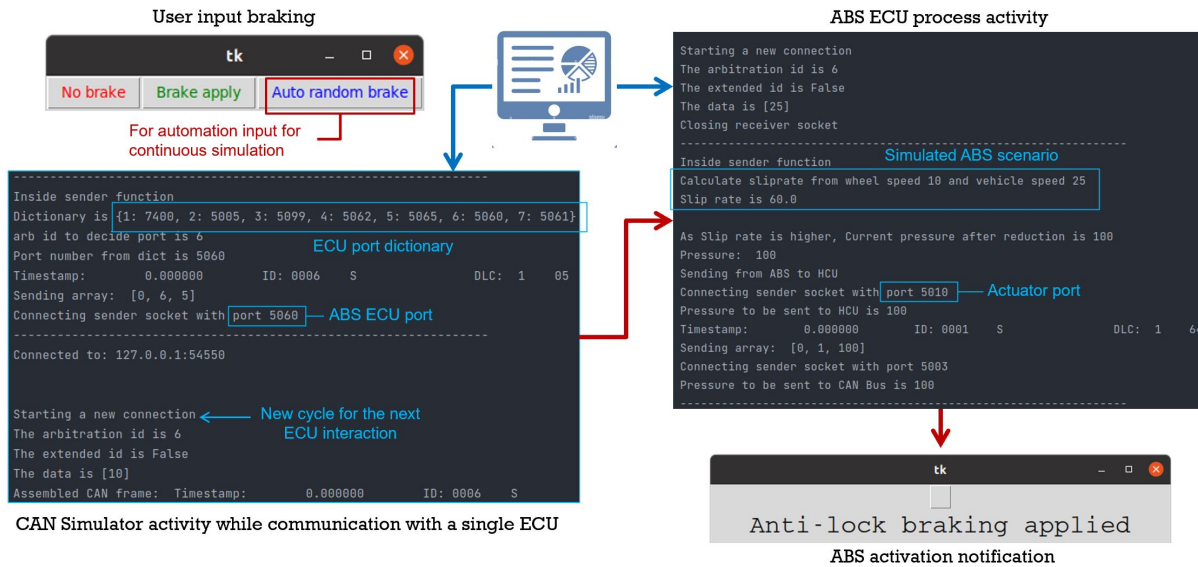 User input braking
tk
No brake Brake apply Auto random brake
For automation input for
continuous simulation
Inside sender function
Dictionary is {1: 7400, 2: 5005, 3: 5099, 4: 5062, 5: 5065, 6: 5060, 7: 5061}
arb id to decide port is 6
ECU port dictionary
Port number from dict is 5060
Timestamp: 0.000000 ID: 0006 S DLC: 1 05
Sending array: [0, 6, 5]
Connecting sender socket with port 5060 ABS ECU port
Connected to: 127.0.0.1:54550
Starting a new connection
New cycle for the next
ECU interaction
The arbitration id is 6
The extended id is False
The data is [10]
Assembled CAN frame: Timestamp: 0.000000 ID: 0006 S
CAN Simulator activity while communication with a single ECU
ABS ECU process activity
Starting a new connection
The arbitration id is 6
The extended id is False
The data is [25]
Closing receiver socket
Inside sender function
Simulated ABS scenario
Calculate sliprate from wheel speed 10 and vehicle speed 25
Slip rate is 60.0
As Slip rate is higher, Current pressure after reduction is 100
Pressure: 100
Sending from ABS to HCU
Connecting sender socket with port 5010 Actuator port
Pressure to be sent to HCU is 100
Timestamp: 0.000000 ID: 0001 S DLC: 1
Sending array: [0, 1, 100]
Connecting sender socket with port 5003
Pressure to be sent to CAN Bus is 100
tk
Anti-lock braking applied
ABS activation notification